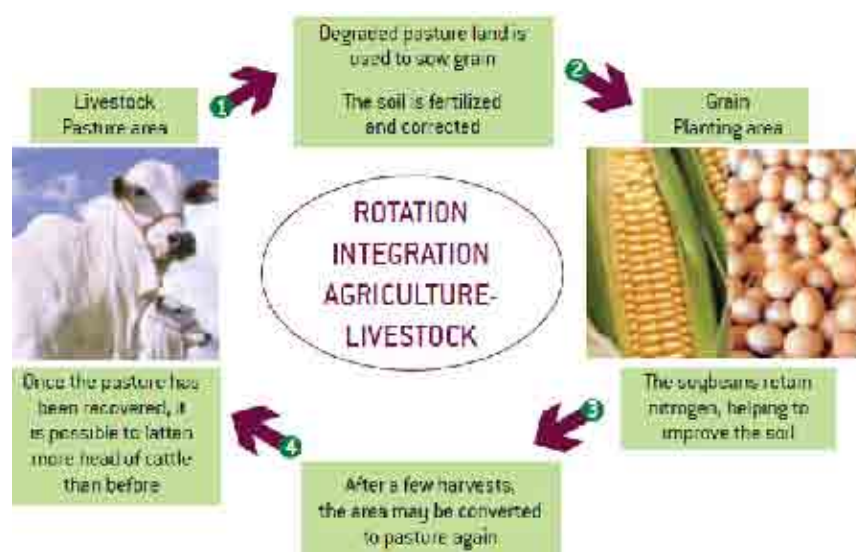 Livestock
Pasture area
1
Degraded pasture land is
used to sow grain
The soil is fertilized
and corrected
2
Grain
Planting area
ROTATION
INTEGRATION
AGRICULTURE-
LIVESTOCK
The soybeans retain
nitrogen, helping to
improve the soil
3
After a few harvests,
the area may be converted
to pasture again
4
Once the pasture has
been recovered, it
is possible to fatten
more head of cattle
than before